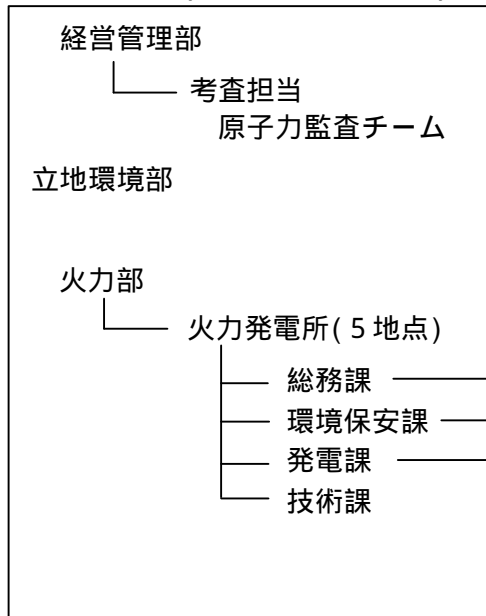 経営管理部
考査担当
原子力監査チーム
立地環境部
火力部
火力発電所(5地点)
総務課
環境保安課
発電課
技術課